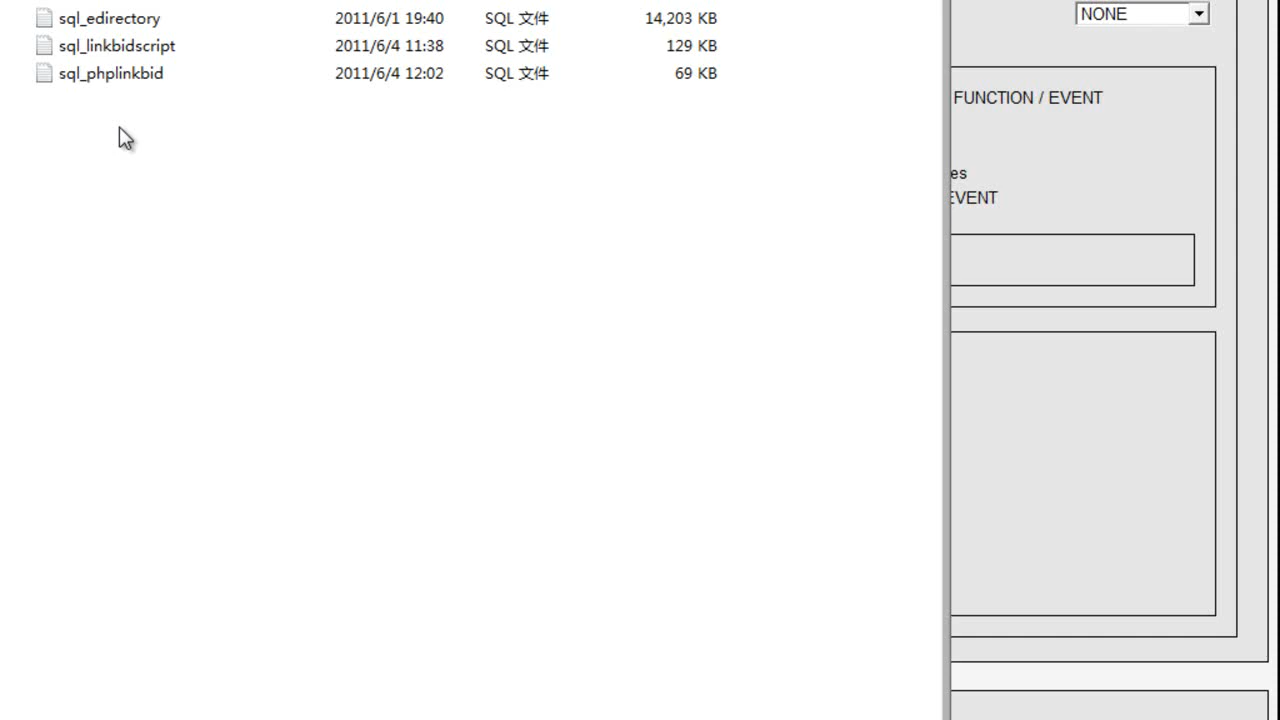 sql_edirectory 2011/6/1 19:40 SQL 文件 14,203 KB
sql_linkbidscript 2011/6/4 11:38 SQL 文件 129 KB
sql_phplinkbid 2011/6/4 12:02 SQL 文件 69 KB
NONE
FUNCTION / EVENT
es
EVENT